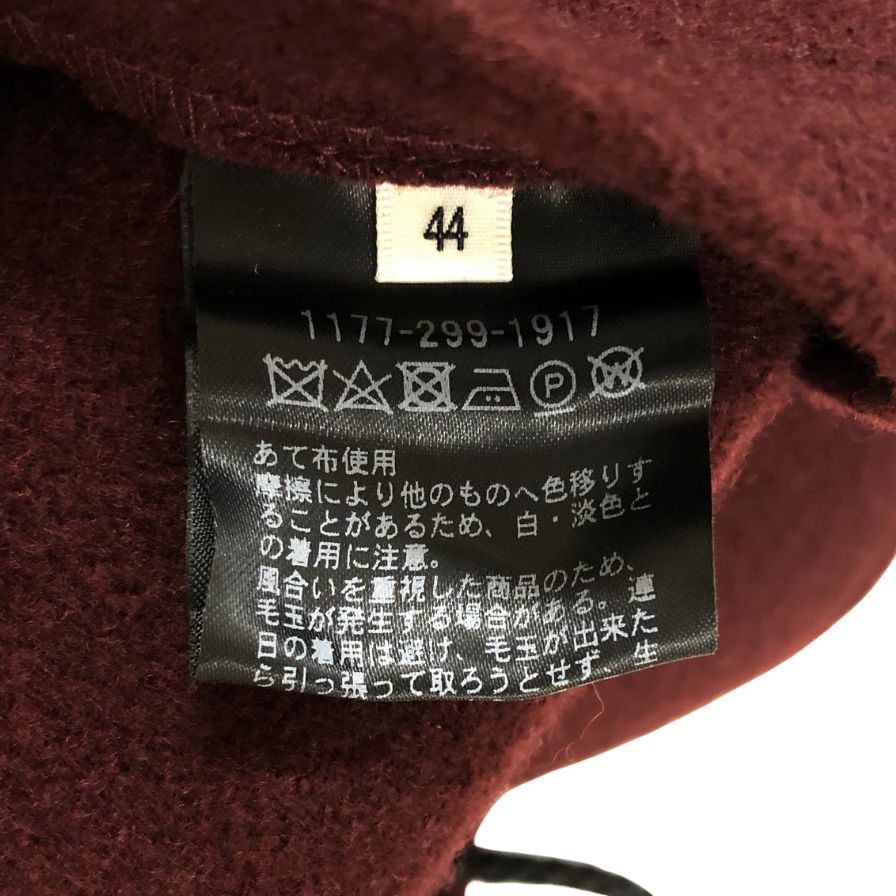 44
1177-299-1917
P
W
あて布使用
摩擦により他のものへ色移りす
ることがあるため、白・淡色と
の着用に注意。
風合いを重視した商品のため、
毛玉が発生する場合がある。連
日の着用は避け、毛玉が出来た
ら引っ張って取ろうとせず、生